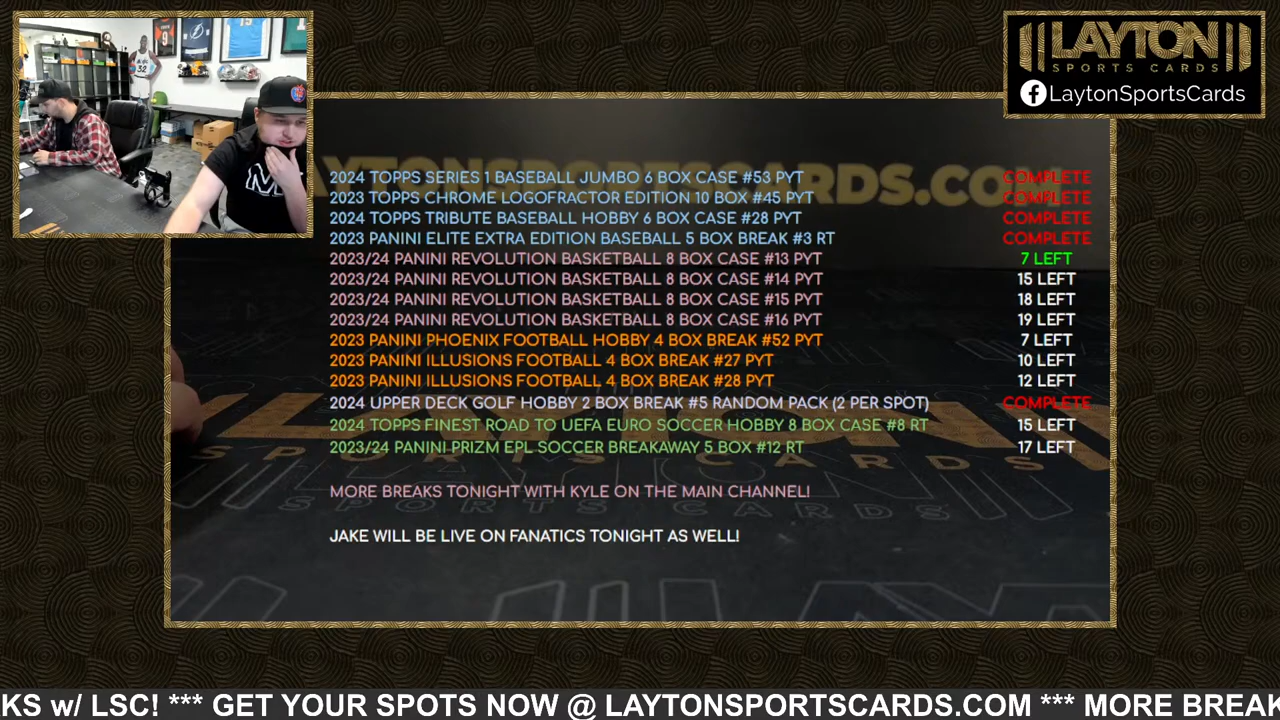 LAYTON
SPORTS CARDS
LaytonSportsCards
LAYTONSPORTSCARDS.COM
2024 TOPPS SERIES 1 BASEBALL JUMBO 6 BOX CASE #53 PYT COMPLETE
2023 TOPPS CHROME LOGOFRACTOR EDITION 10 BOX #45 PYT COMPLETE
2024 TOPPS TRIBUTE BASEBALL HOBBY 6 BOX CASE #28 PYT COMPLETE
2023 PANINI ELITE EXTRA EDITION BASEBALL 5 BOX BREAK #3 RT COMPLETE
2023/24 PANINI REVOLUTION BASKETBALL 8 BOX CASE #13 PYT 7 LEFT
2023/24 PANINI REVOLUTION BASKETBALL 8 BOX CASE #14 PYT 15 LEFT
2023/24 PANINI REVOLUTION BASKETBALL 8 BOX CASE #15 PYT 18 LEFT
2023/24 PANINI REVOLUTION BASKETBALL 8 BOX CASE #16 PYT 19 LEFT
2023 PANINI PHOENIX FOOTBALL HOBBY 4 BOX BREAK #52 PYT 7 LEFT
2023 PANINI ILLUSIONS FOOTBALL 4 BOX BREAK #27 PYT 10 LEFT
2023 PANINI ILLUSIONS FOOTBALL 4 BOX BREAK #28 PYT 12 LEFT
2024 UPPER DECK GOLF HOBBY 2 BOX BREAK #5 RANDOM PACK (2 PER SPOT) COMPLETE
2024 TOPPS FINEST ROAD TO UEFA EURO SOCCER HOBBY 8 BOX CASE #8 RT 15 LEFT
2023/24 PANINI PRIZM EPL SOCCER BREAKAWAY 5 BOX #12 RT 17 LEFT
MORE BREAKS TONIGHT WITH KYLE ON THE MAIN CHANNEL!
JAKE WILL BE LIVE ON FANATICS TONIGHT AS WELL!
KS w/ LSC! *** GET YOUR SPOTS NOW @ LAYTONSPORTSCARDS.COM *** MORE BREAK